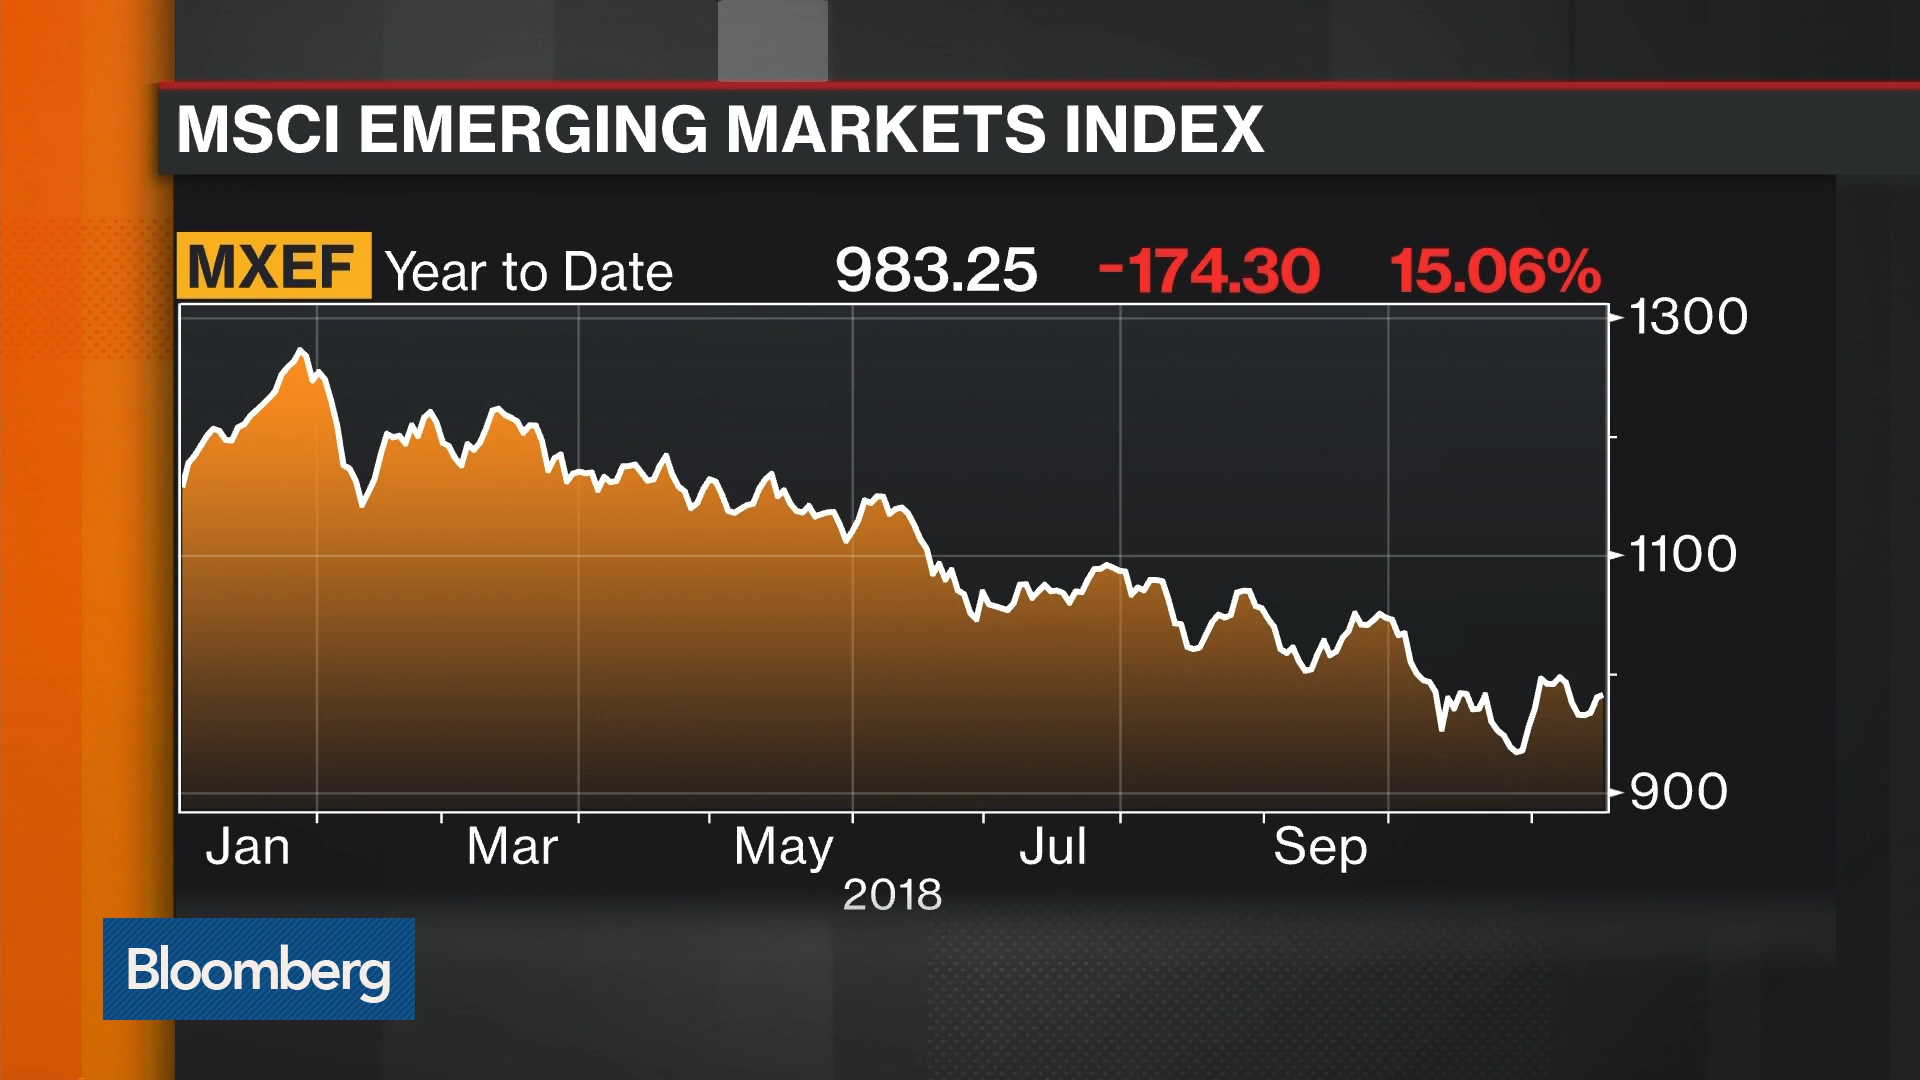 MSCI EMERGING MARKETS INDEX
MXEF Year to Date 983.25 -174.30 15.06%
1300
1100
900
Jan Mar May Jul Sep
2018
Bloomberg